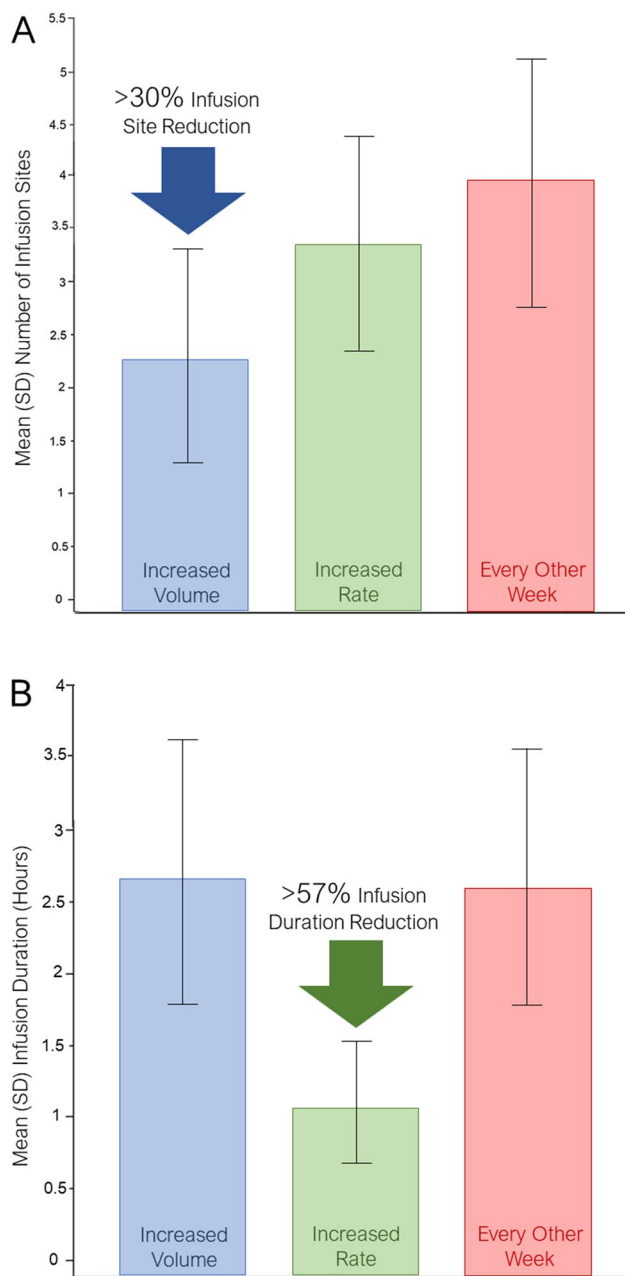 A
Mean (SD) Number of Infusion Sites
5.5
5
4.5
4
3.5
3
2.5
2
1.5
1
0.5
0
>30% Infusion
Site Reduction
Increased
Volume
Increased
Rate
Every Other
Week
B
Mean (SD) Infusion Duration (Hours)
4
3.5
3
2.5
2
1.5
1
0.5
0
>57% Infusion
Duration Reduction
Increased
Volume
Increased
Rate
Every Other
Week